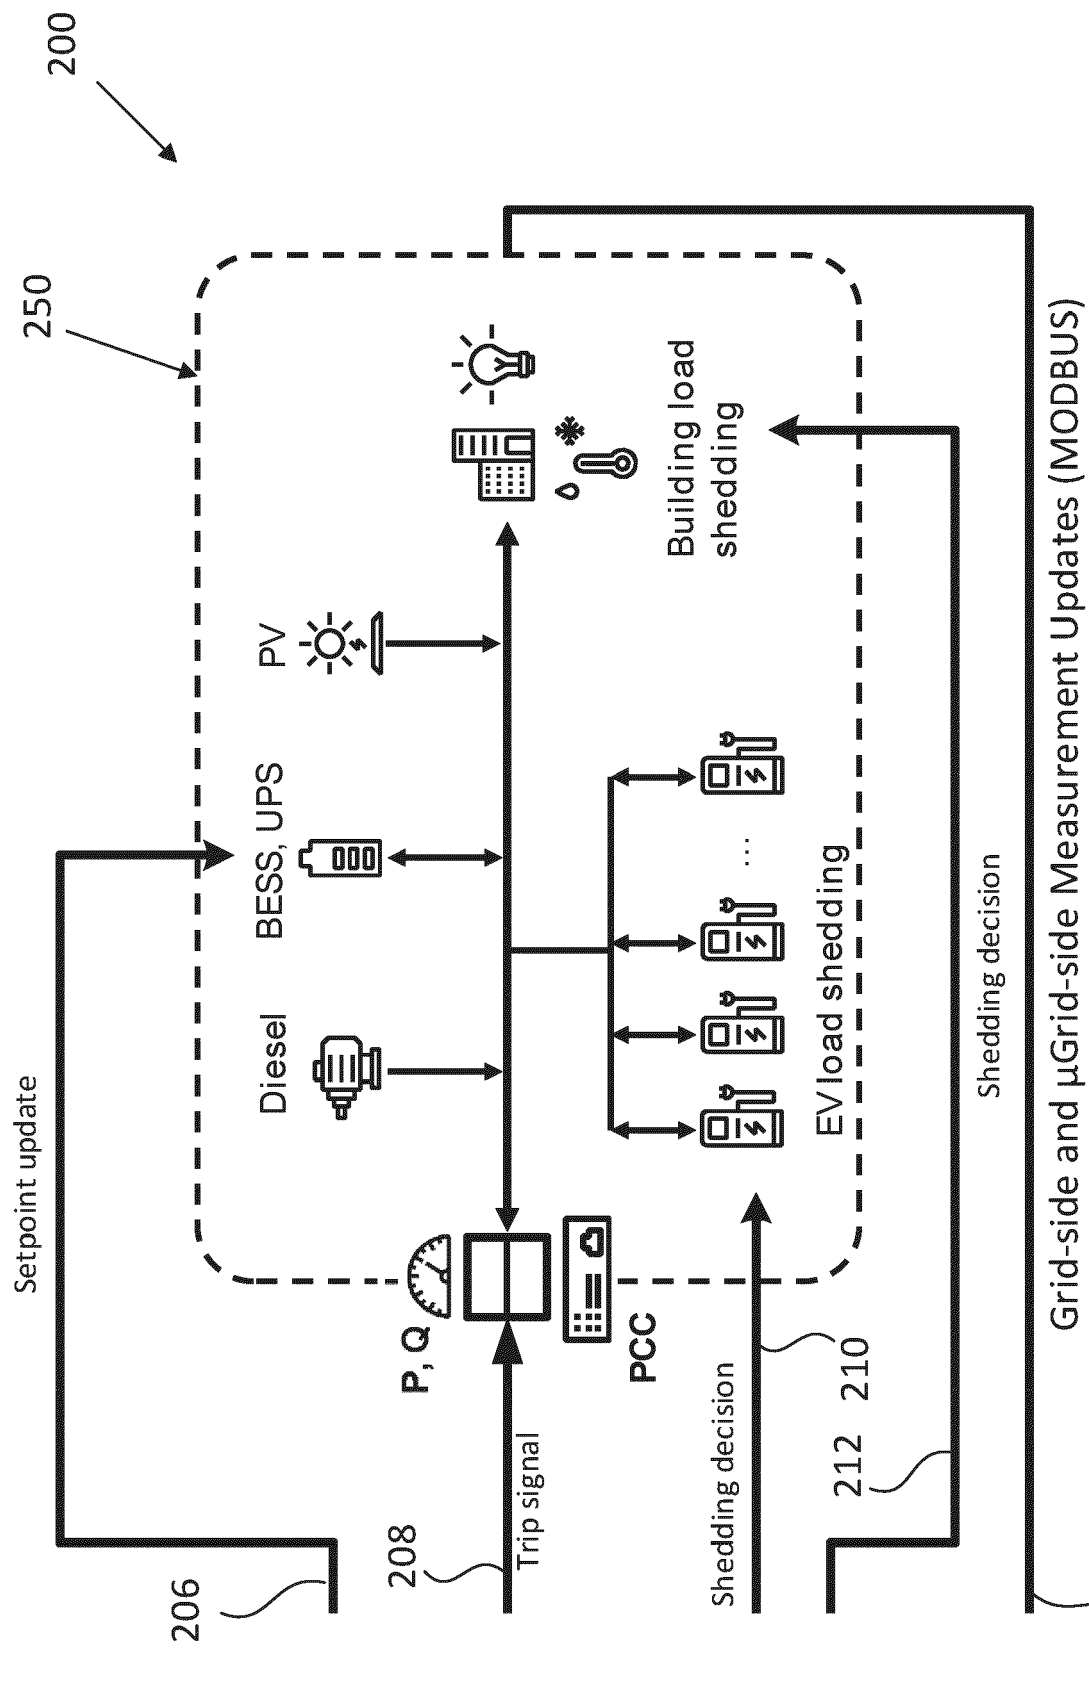 200
250
Setpoint update
206
Diesel
BESS, UPS
PV
P, Q
PCC
208
Trip signal
Building load
shedding
EV load shedding
...
Shedding decision
210
212
Shedding decision
Grid-side and µGrid-side Measurement Updates (MODBUS)